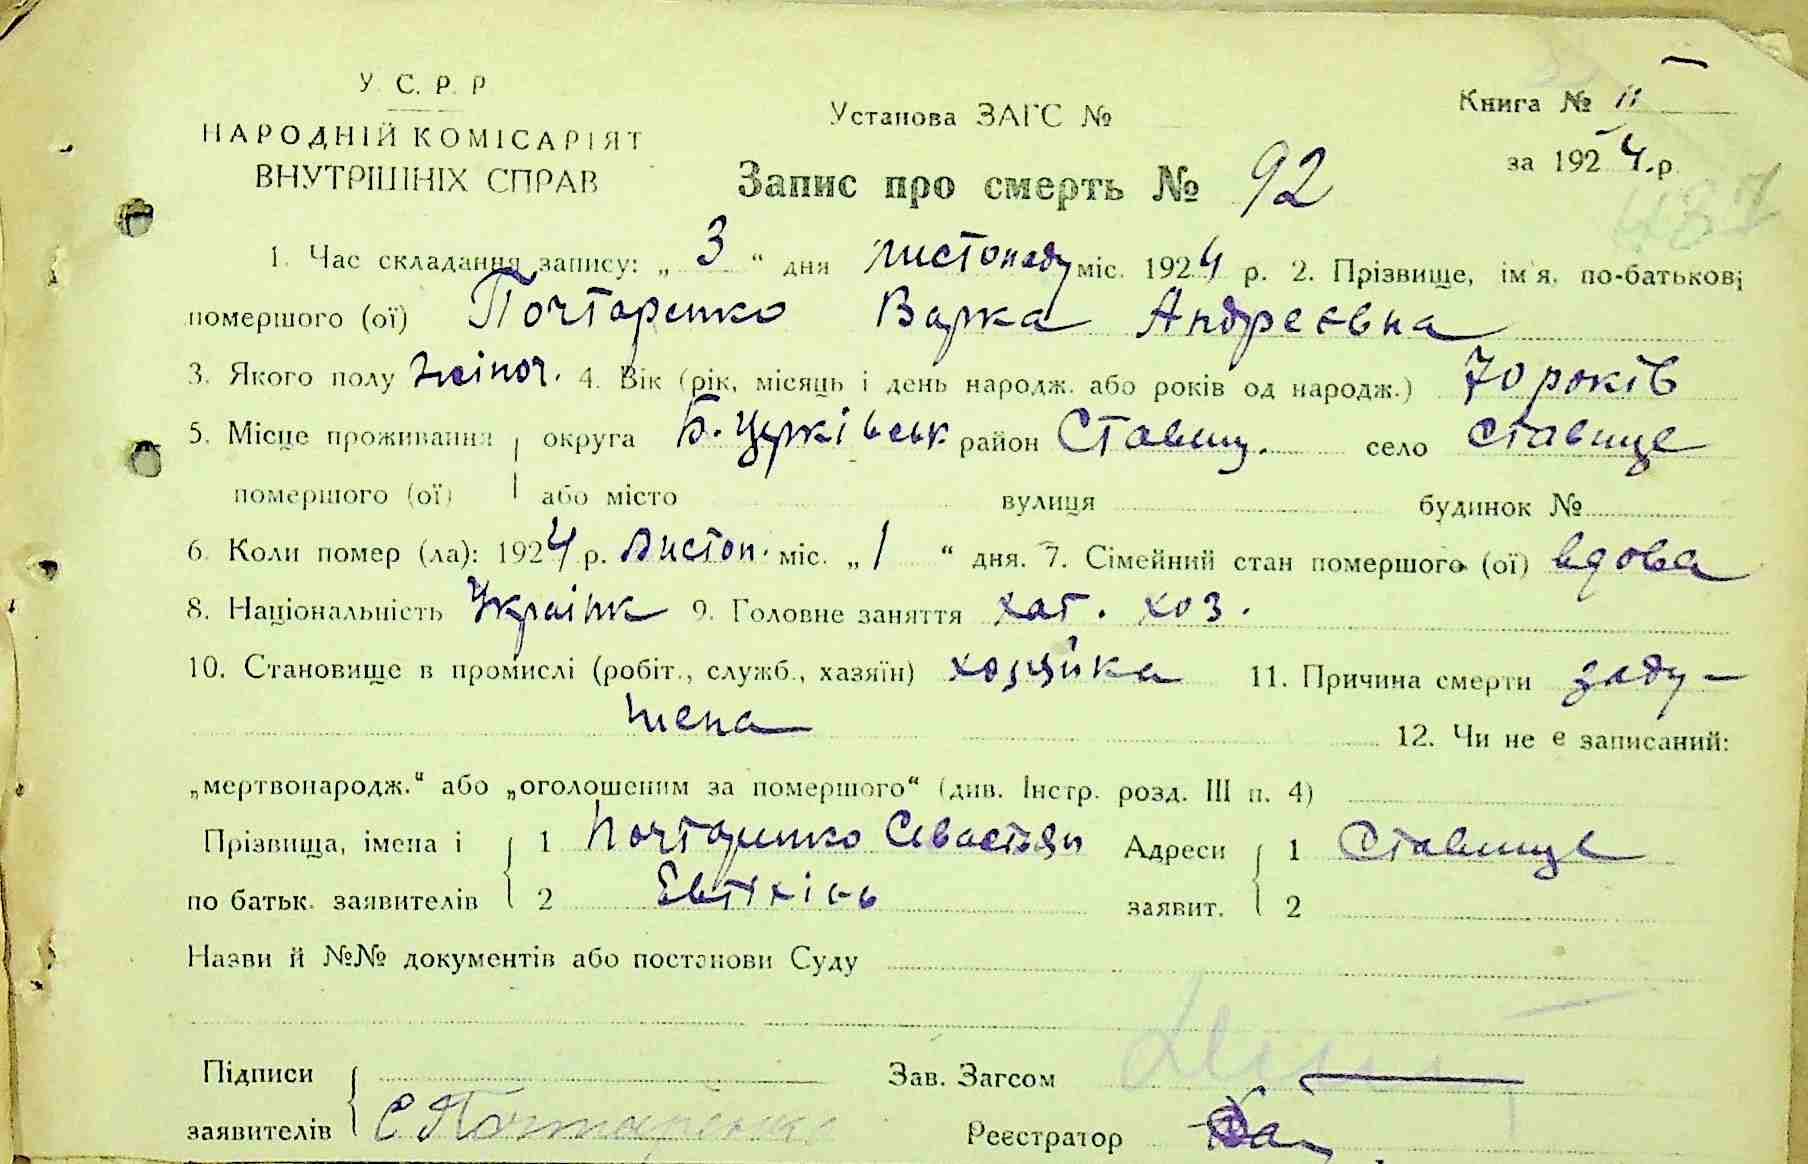 У. С. Р. Р
НАРОДНІЙ КОМІСАРІЯТ
ВНУТРІШНІХ СПРАВ
Установа ЗАГС №
Книга № II
за 1924 р.
Запис про смерть № 92
1. Час складання запису: „ 3 “ дня листопаду міс. 1924 р. 2. Прізвище, ім'я, по-батькові
помершого (ої) Почтаренко Варка Андреєвна
3. Якого полу жіноч. 4. Вік (рік, місяць і день народж. або років од народж.) 70 років
5. Місце проживання округа Б. Церківськ район Ставищ. село Ставище
помершого (ої) або місто вулиця будинок №
6. Коли помер (ла): 1924 р. Листоп. міс. „ 1 “ дня. 7. Сімейний стан помершого (ої) вдова
8. Національність Українк 9. Головне заняття хат. хоз.
10. Становище в промислі (робіт., служб., хазяїн) хозяйка 11. Причина смерти заду-
шена 12. Чи не є записаний:
„мертвонародж.“ або „оголошеним за помершого“ (див. Інстр. розд. III п. 4)
Прізвища, імена і 1 Почтаренко Севастьян Адреси 1 Ставище
по батьк. заявителів 2 Евтіхієв заявит. 2
Назви й №№ документів або постанови Суду
Підписи Зав. Загсом
заявителів С Почтаренко Реєстратор